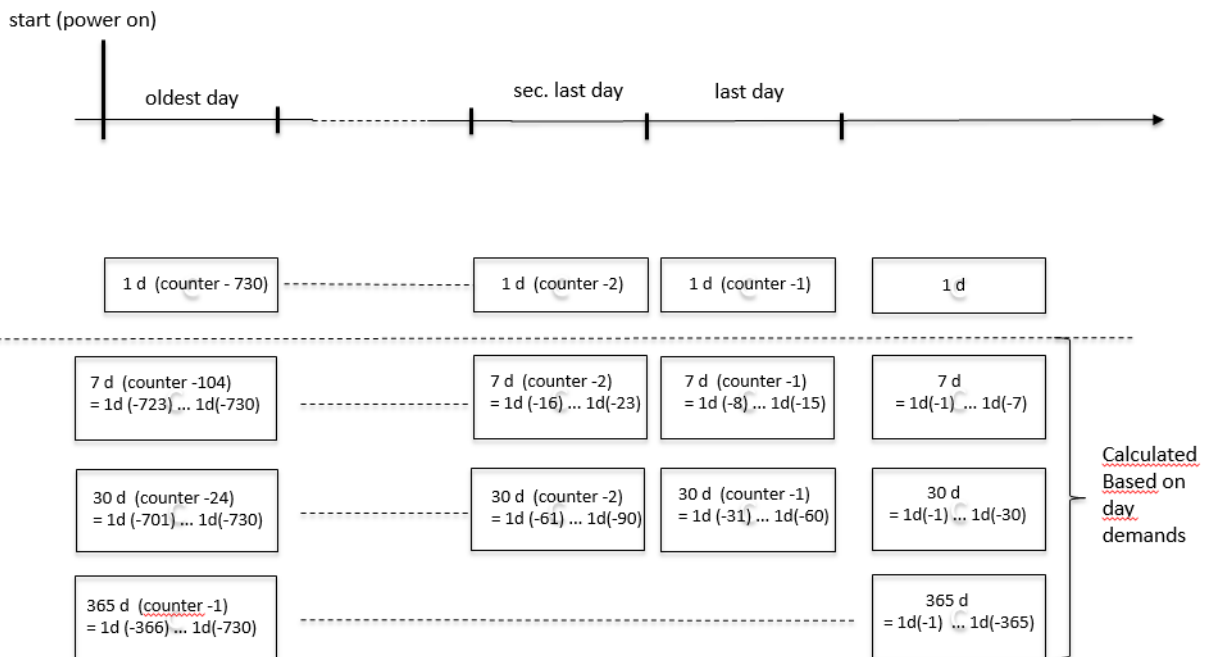 start (power on)
oldest day
sec. last day
last day
1 d (counter - 730)
1 d (counter -2)
1 d (counter -1)
1 d
7 d (counter -104)
= 1d (-723) ... 1d(-730)
7 d (counter -2)
= 1d (-16) ... 1d(-23)
7 d (counter -1)
= 1d (-8) ... 1d(-15)
7 d
= 1d(-1) ... 1d(-7)
30 d (counter -24)
= 1d (-701) ... 1d(-730)
30 d (counter -2)
= 1d (-61) ... 1d(-90)
30 d (counter -1)
= 1d (-31) ... 1d(-60)
30 d
= 1d(-1) ... 1d(-30)
Calculated
Based on
day
demands
365 d (counter -1)
= 1d (-366) ... 1d(-730)
365 d
= 1d(-1) ... 1d(-365)